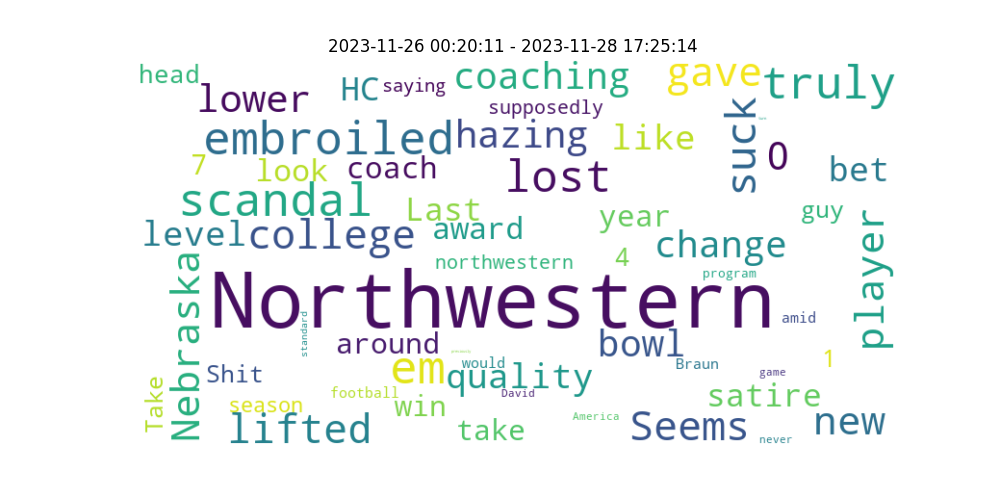 2023-11-26 00:20:11 - 2023-11-28 17:25:14
head
lower
HC
saying
coaching
gave
truly
supposedly
embroiled
hazing
like
suck
0
7
look
coach
lost
bet
scandal
Last
award
year
guy
level
college
northwestern
4
change
program
player
Nebraska
Northwestern
amid
standard
around
bowl
Shit
em
quality
would
Braun
1
game
Take
season
football
win
David
satire
lifted
take
America
Seems
never
new